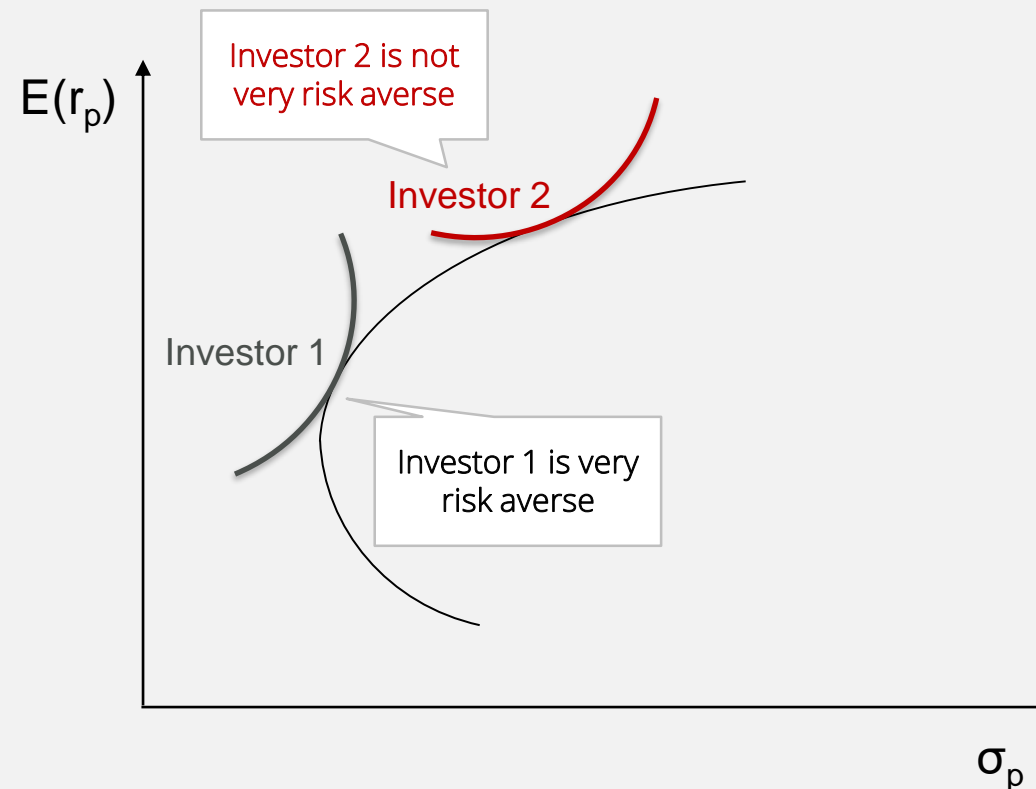 Investor 2 is not
very risk averse
E(rₚ)
Investor 2
Investor 1
Investor 1 is very
risk averse
σₚ